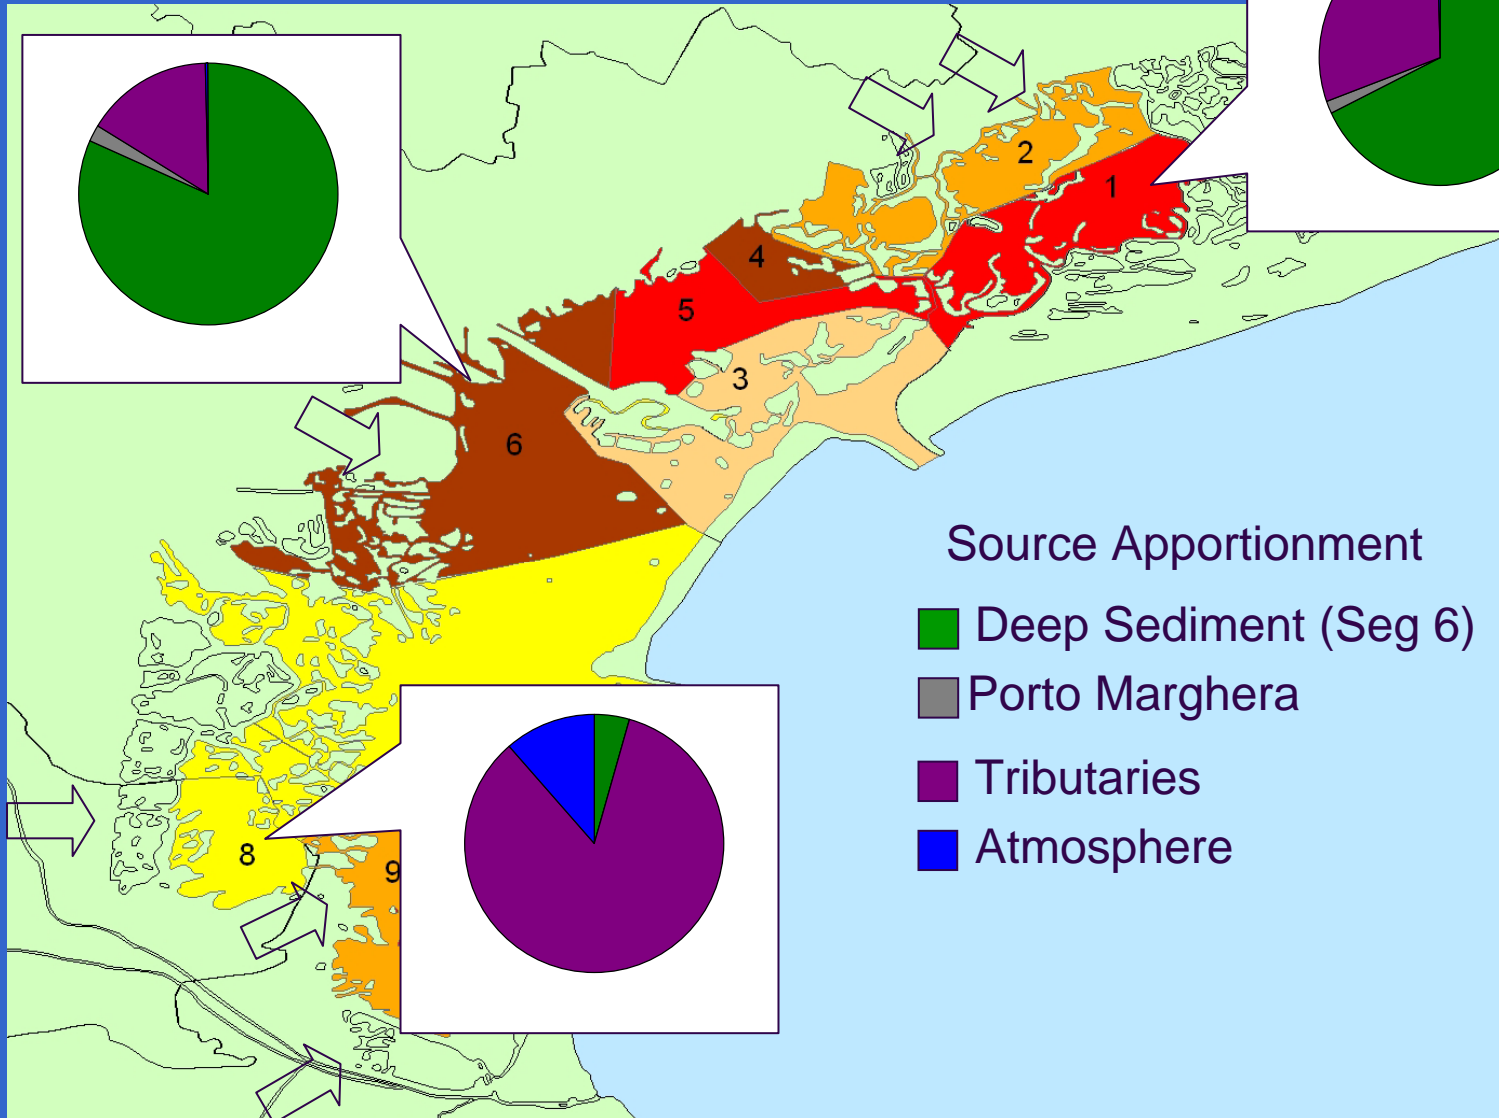 2
1
4
5
3
6
Source Apportionment
Deep Sediment (Seg 6)
Porto Marghera
Tributaries
Atmosphere
8
9